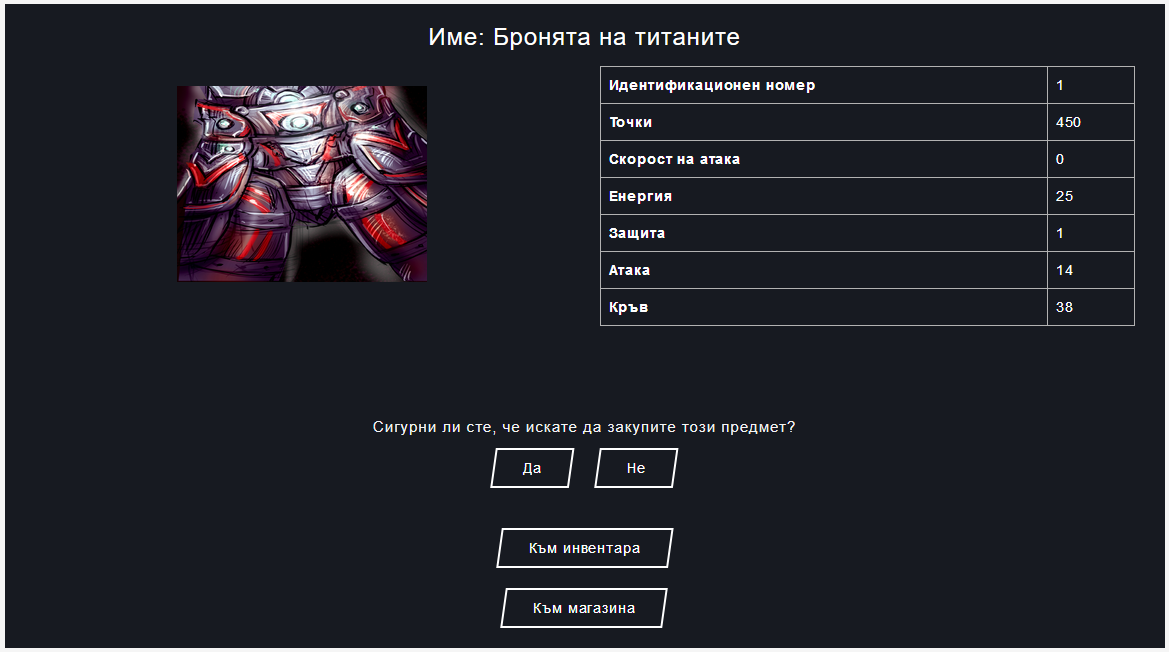 Име: Бронята на титаните
Идентификационен номер 1
Точки 450
Скорост на атака 0
Енергия 25
Защита 1
Атака 14
Кръв 38
Сигурни ли сте, че искате да закупите този предмет?
Да Не
Към инвентара
Към магазина